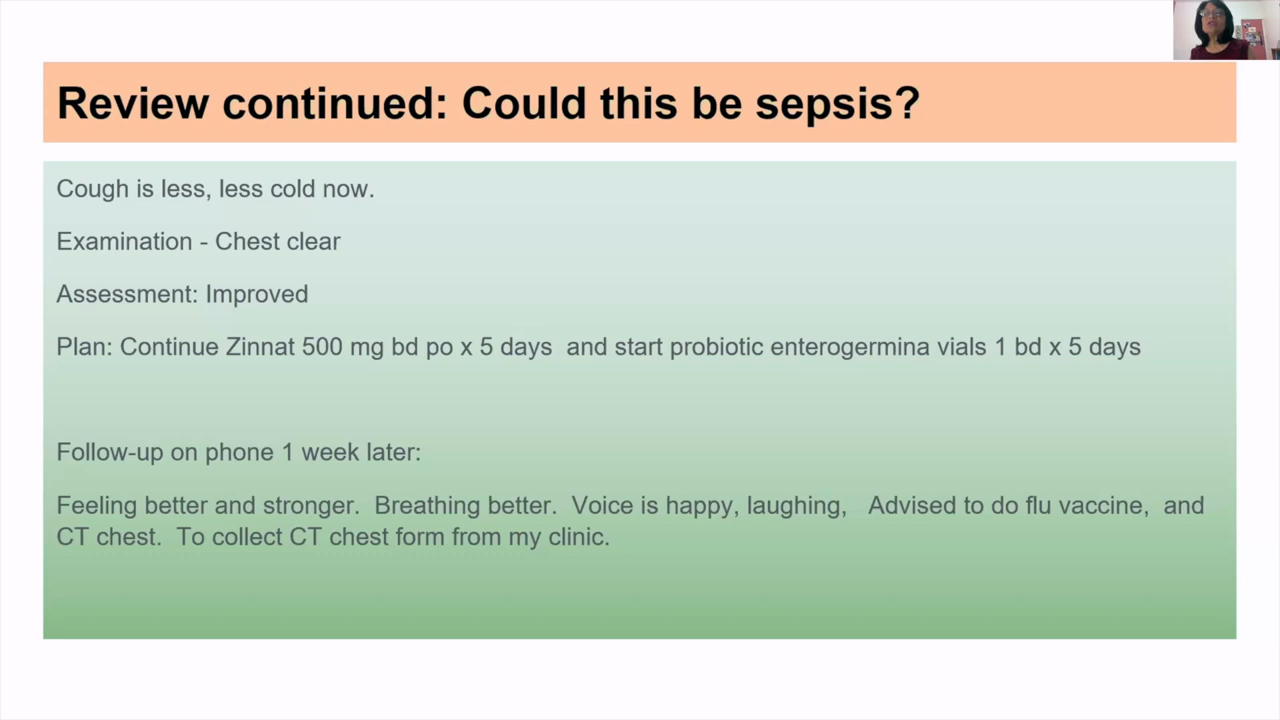 Review continued: Could this be sepsis?
Cough is less, less cold now.
Examination - Chest clear
Assessment: Improved
Plan: Continue Zinnat 500 mg bd po x 5 days  and start probiotic enterogermina vials 1 bd x 5 days
Follow-up on phone 1 week later:
Feeling better and stronger.  Breathing better.  Voice is happy, laughing,   Advised to do flu vaccine,  and
CT chest.  To collect CT chest form from my clinic.